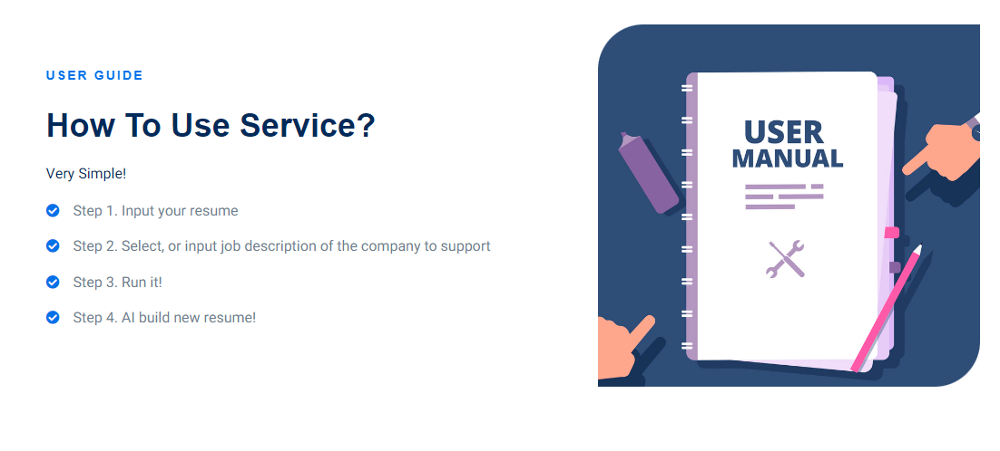 USER GUIDE
How To Use Service?
Very Simple!
Step 1. Input your resume
Step 2. Select, or input job description of the company to support
Step 3. Run it!
Step 4. AI build new resume!
USER
MANUAL